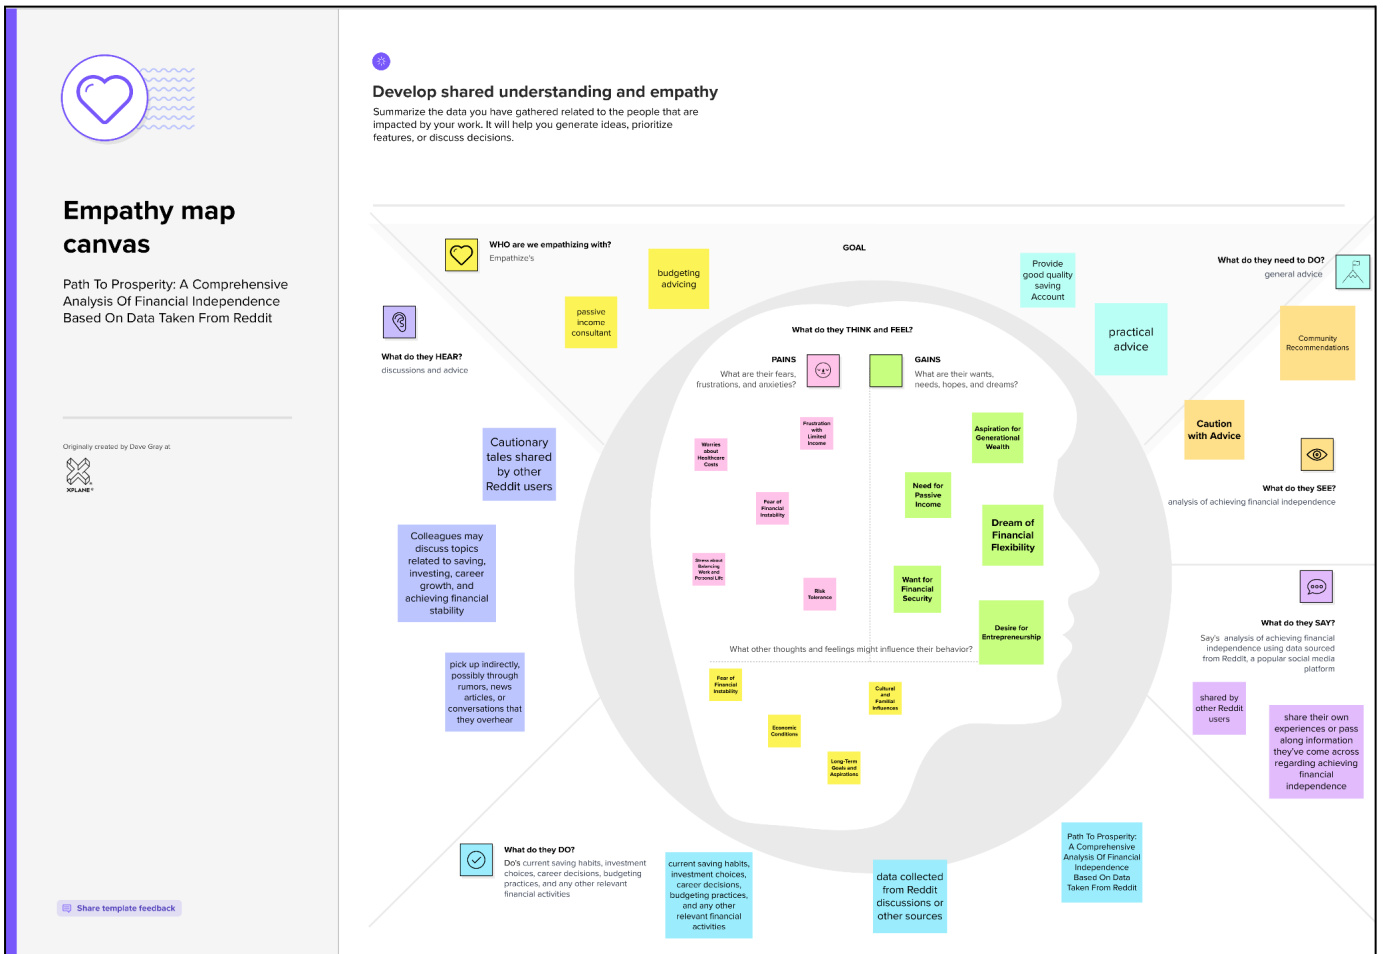 Empathy map
canvas
Path To Prosperity: A Comprehensive
Analysis Of Financial Independence
Based On Data Taken From Reddit
Originally created by Dave Gray at
XPLANE
Share template feedback
Develop shared understanding and empathy
Summarize the data you have gathered related to the people that are
impacted by your work. It will help you generate ideas, prioritize
features, or discuss decisions.
WHO are we empathizing with?
Empathize's
budgeting
advicing
passive
income
consultant
GOAL
Provide
good quality
saving
Account
What do they need to DO?
general advice
practical
advice
Community
Recommendations
What do they HEAR?
discussions and advice
Cautionary
tales shared
by other
Reddit users
Colleagues may
discuss topics
related to saving,
investing, career
growth, and
achieving financial
stability
pick up indirectly,
possibly through
rumors, news
articles, or
conversations that
they overhear
What do they THINK and FEEL?
PAINS
What are their fears,
frustrations, and anxieties?
GAINS
What are their wants,
needs, hopes, and dreams?
Worries
about
Healthcare
Costs
Frustration
with
Limited
Income
Fear of
Financial
Instability
Stress about
Balancing
Work and
Personal Life
Risk
Tolerance
Aspiration for
Generational
Wealth
Need for
Passive
Income
Dream of
Financial
Flexibility
Want for
Financial
Security
Desire for
Entrepreneurship
What other thoughts and feelings might influence their behavior?
Fear of
Financial
Instability
Economic
Conditions
Cultural
and
Familial
Influences
Long-Term
Goals and
Aspirations
Caution
with Advice
What do they SEE?
analysis of achieving financial independence
What do they SAY?
Say's analysis of achieving financial
independence using data sourced
from Reddit, a popular social media
platform
shared by
other Reddit
users
share their own
experiences or pass
along information
they've come across
regarding achieving
financial
independence
What do they DO?
Do's current saving habits, investment
choices, career decisions, budgeting
practices, and any other relevant
financial activities
current saving habits,
investment choices,
career decisions,
budgeting practices,
and any other
relevant financial
activities
data collected
from Reddit
discussions or
other sources
Path To Prosperity:
A Comprehensive
Analysis Of Financial
Independence
Based On Data
Taken From Reddit